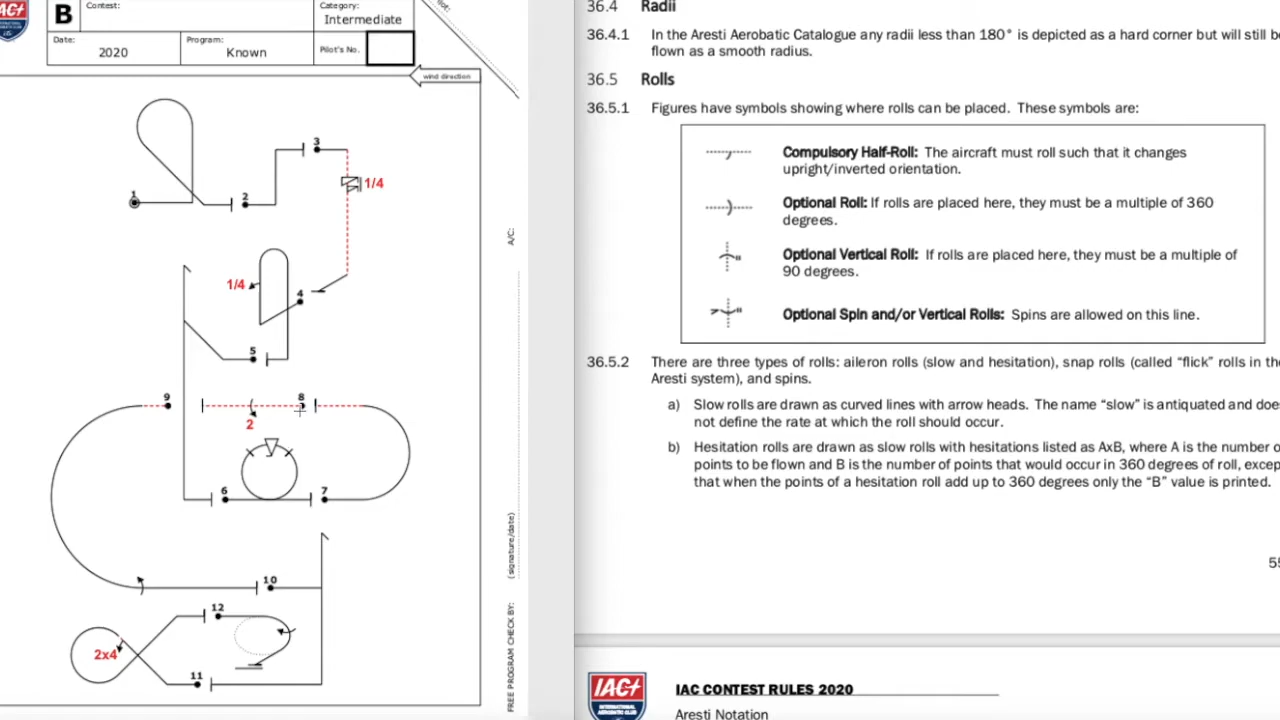 IAC+
INTERNATIONAL
AEROBATIC CLUB
B
Contest:
Category:
Intermediate
Date:
2020
Program:
Known
Pilot's No.
wind direction
1
2
3
1/4
1/4
4
5
9
8
2
6
7
10
12
2x4
11
A/C:
(signature/date)
FREE PROGRAM CHECK BY:
36.4 Radii
36.4.1 In the Aresti Aerobatic Catalogue any radii less than 180° is depicted as a hard corner but will still be
flown as a smooth radius.
36.5 Rolls
36.5.1 Figures have symbols showing where rolls can be placed. These symbols are:
Compulsory Half-Roll: The aircraft must roll such that it changes
upright/inverted orientation.
Optional Roll: If rolls are placed here, they must be a multiple of 360
degrees.
Optional Vertical Roll: If rolls are placed here, they must be a multiple of
90 degrees.
Optional Spin and/or Vertical Rolls: Spins are allowed on this line.
36.5.2 There are three types of rolls: aileron rolls (slow and hesitation), snap rolls (called “flick” rolls in the
Aresti system), and spins.
a) Slow rolls are drawn as curved lines with arrow heads. The name “slow” is antiquated and doe
not define the rate at which the roll should occur.
b) Hesitation rolls are drawn as slow rolls with hesitations listed as AxB, where A is the number o
points to be flown and B is the number of points that would occur in 360 degrees of roll, excep
that when the points of a hesitation roll add up to 360 degrees only the “B” value is printed.
55
IAC+
INTERNATIONAL
AEROBATIC CLUB
IAC CONTEST RULES 2020
Aresti Notation